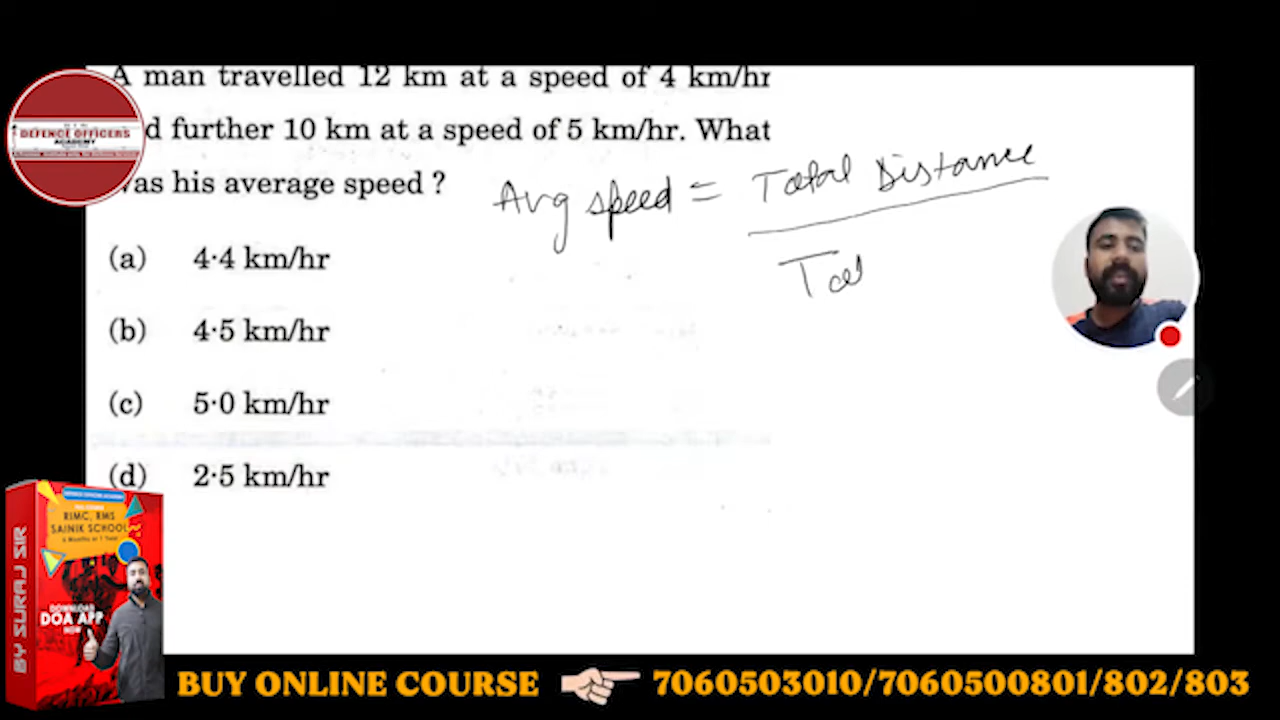 A man travelled 12 km at a speed of 4 km/hr
d further 10 km at a speed of 5 km/hr. What
was his average speed ?
Avg speed = Total Distance
Tot
(a) 4·4 km/hr
(b) 4·5 km/hr
(c) 5·0 km/hr
(d) 2·5 km/hr
DEFENCE OFFICERS
ACADEMY
RIMC, RMS
SAINIK SCHOOL
DOWNLOAD
DOA APP
NOW
BY SURAJ SIR
BUY ONLINE COURSE 7060503010/7060500801/802/803